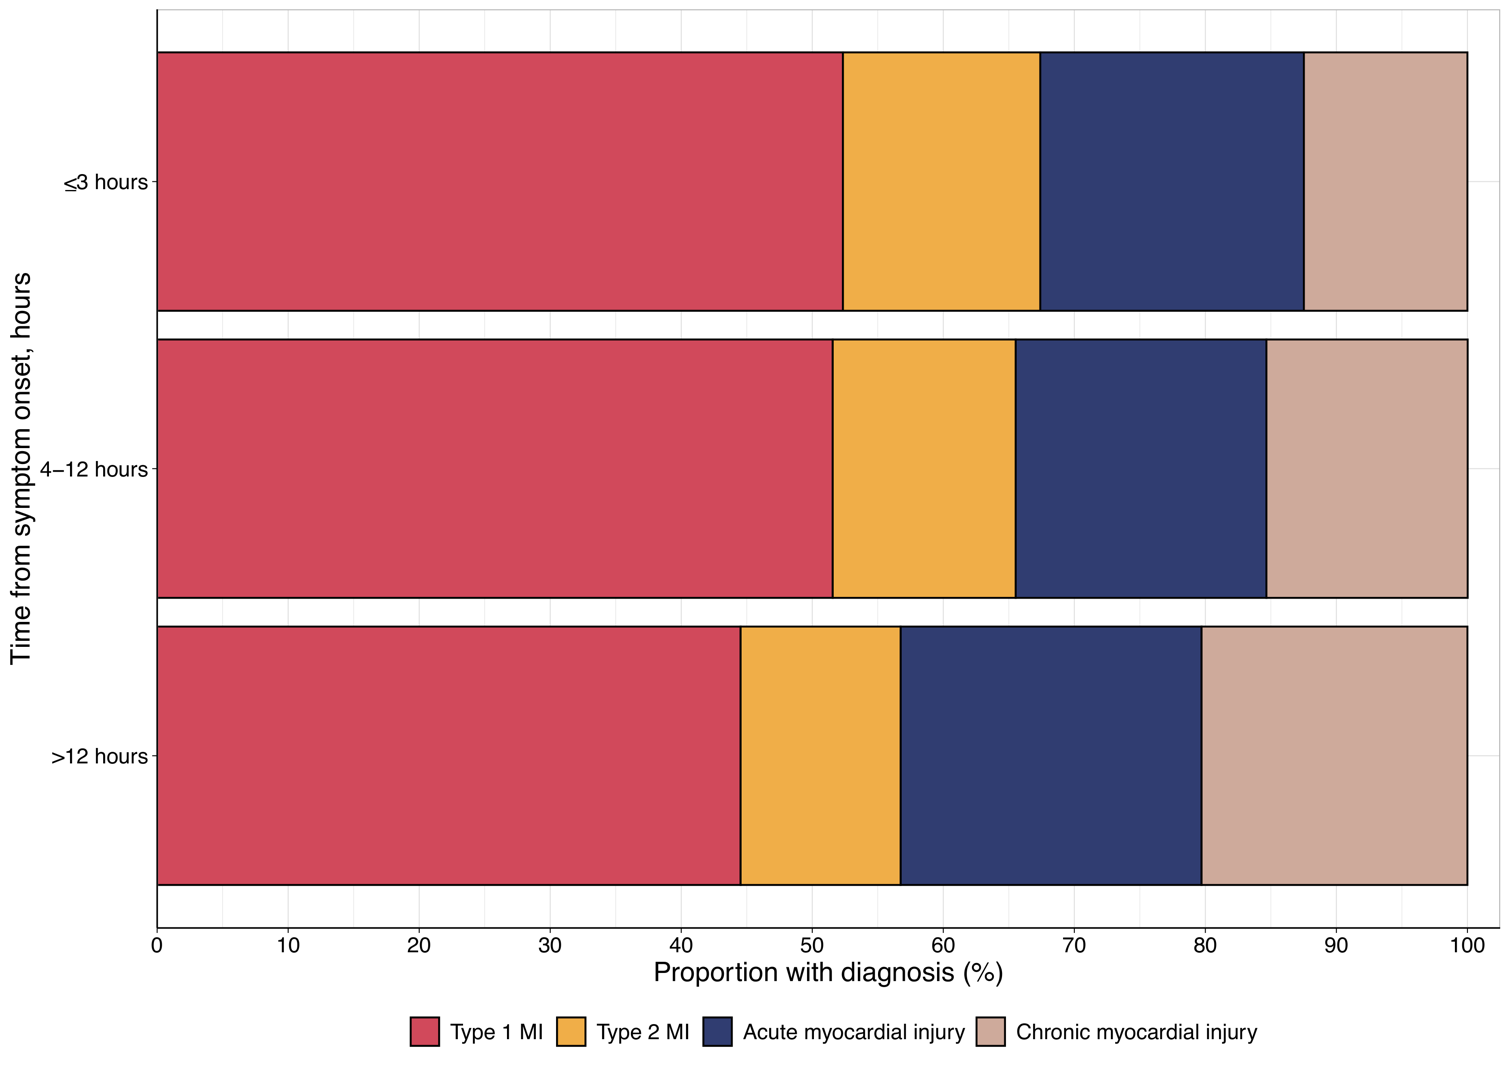 Time from symptom onset, hours
≤3 hours
4–12 hours
>12 hours
0 10 20 30 40 50 60 70 80 90 100
Proportion with diagnosis (%)
Type 1 MI Type 2 MI Acute myocardial injury Chronic myocardial injury